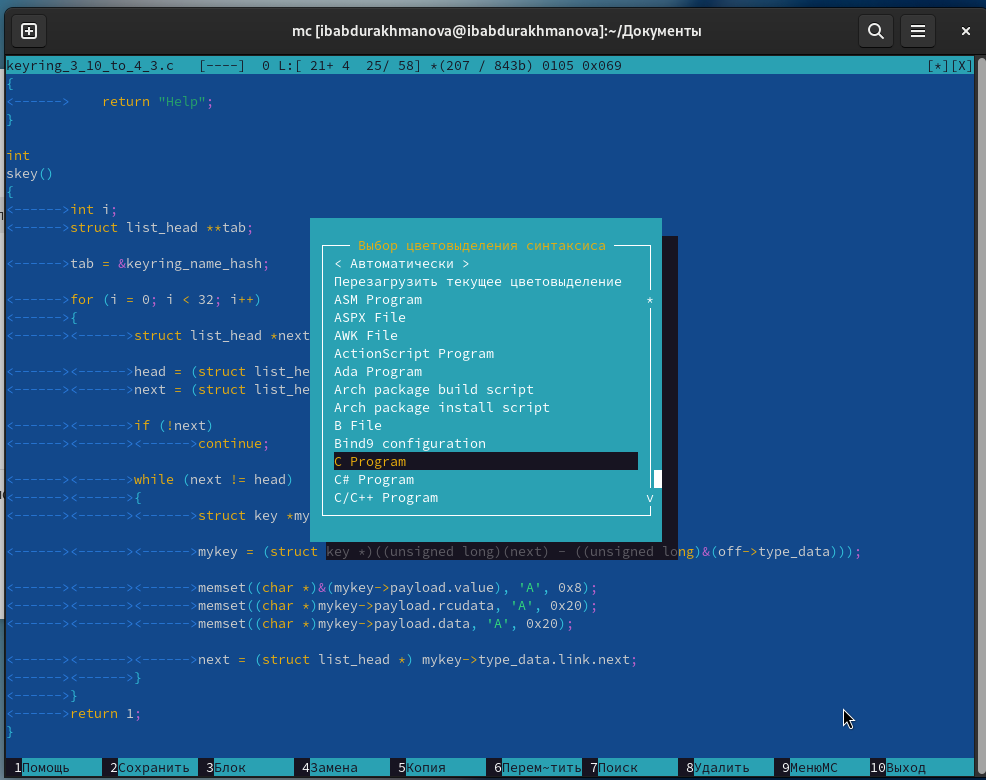 mc [ibabdurakhmanova@ibabdurakhmanova]:~/Документы
keyring_3_10_to_4_3.c   [----]  0 L:[ 21+ 4  25/ 58] *(207 / 843b) 0105 0x069                                      [*][X]
{
<------>    return "Help";
}
int
skey()
{
<------>int i;
<------>struct list_head **tab;
<------>tab = &keyring_name_hash;
<------>for (i = 0; i < 32; i++)
<------>{
<------><------>struct list_head *next
<------><------>head = (struct list_he
<------><------>next = (struct list_he
<------><------>if (!next)
<------><------><------>continue;
<------><------>while (next != head)
<------><------>{
<------><------><------>struct key *my
<------><------><------>mykey = (struct key *)((unsigned long)(next) - ((unsigned long)&(off->type_data)));
<------><------><------>memset((char *)&(mykey->payload.value), 'A', 0x8);
<------><------><------>memset((char *)mykey->payload.rcudata, 'A', 0x20);
<------><------><------>memset((char *)mykey->payload.data, 'A', 0x20);
<------><------><------>next = (struct list_head *) mykey->type_data.link.next;
<------><------>}
<------>}
<------>return 1;
}
Выбор цветовыделения синтаксиса
< Автоматически >
Перезагрузить текущее цветовыделение
ASM Program
ASPX File
AWK File
ActionScript Program
Ada Program
Arch package build script
Arch package install script
B File
Bind9 configuration
C Program
C# Program
C/C++ Program
1Помощь 2Сохранить 3Блок 4Замена 5Копия 6Перем~тить 7Поиск 8Удалить 9МенюMC 10Выход